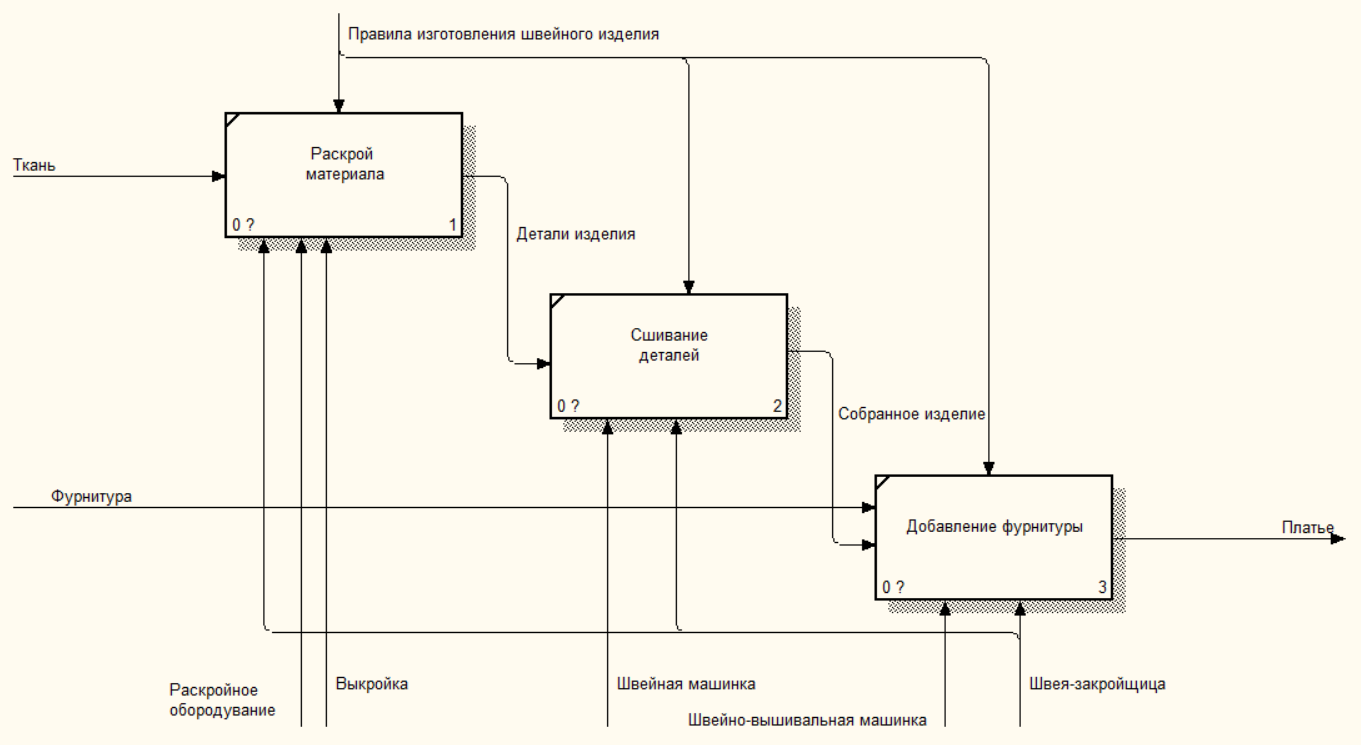 Правила изготовления швейного изделия
Ткань
Раскрой
материала
0 ?
1
Детали изделия
Сшивание
деталей
0 ?
2
Собранное изделие
Фурнитура
Добавление фурнитуры
Платье
0 ?
3
Раскройное
обородувание
Выкройка
Швейная машинка
Швея-закройщица
Швейно-вышивальная машинка